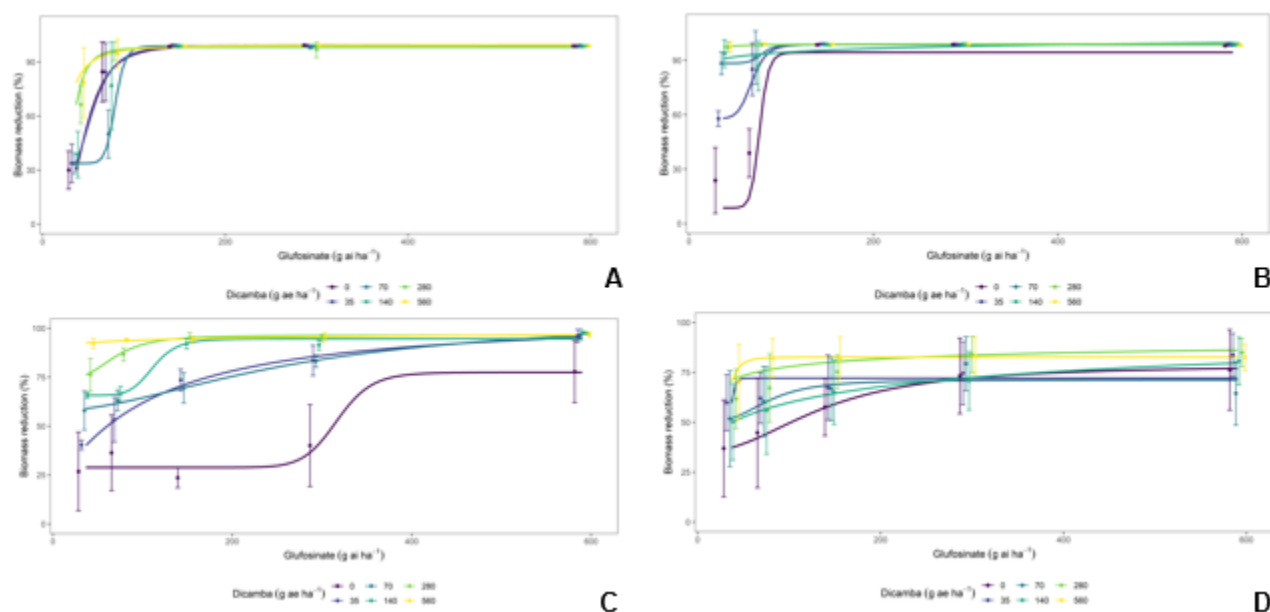 Biomass reduction (%)
90
60
30
0
0 200 400 600
Glufosinate (g ai ha⁻¹)
Dicamba (g ae ha⁻¹) 0 70 280
35 140 560
A
Biomass reduction (%)
90
60
30
0
0 200 400 600
Glufosinate (g ai ha⁻¹)
Dicamba (g ae ha⁻¹) 0 70 280
35 140 560
B
Biomass reduction (%)
100
75
50
25
0
0 200 400 600
Glufosinate (g ai ha⁻¹)
Dicamba (g ae ha⁻¹) 0 70 280
35 140 560
C
Biomass reduction (%)
100
75
50
25
0
0 200 400 600
Glufosinate (g ai ha⁻¹)
Dicamba (g ae ha⁻¹) 0 70 280
35 140 560
D